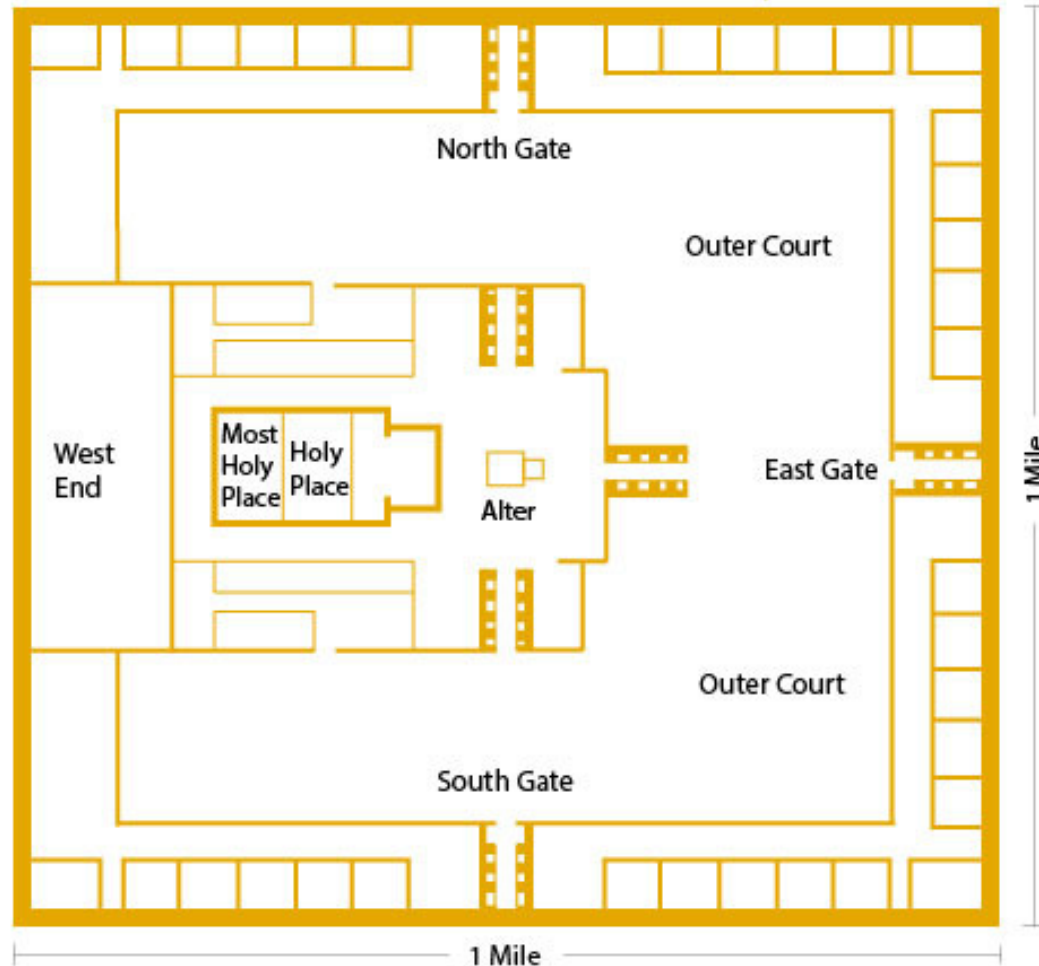 North Gate
Outer Court
West
End
Most
Holy
Place
Holy
Place
East Gate
1 Mile
Alter
Outer Court
South Gate
1 Mile